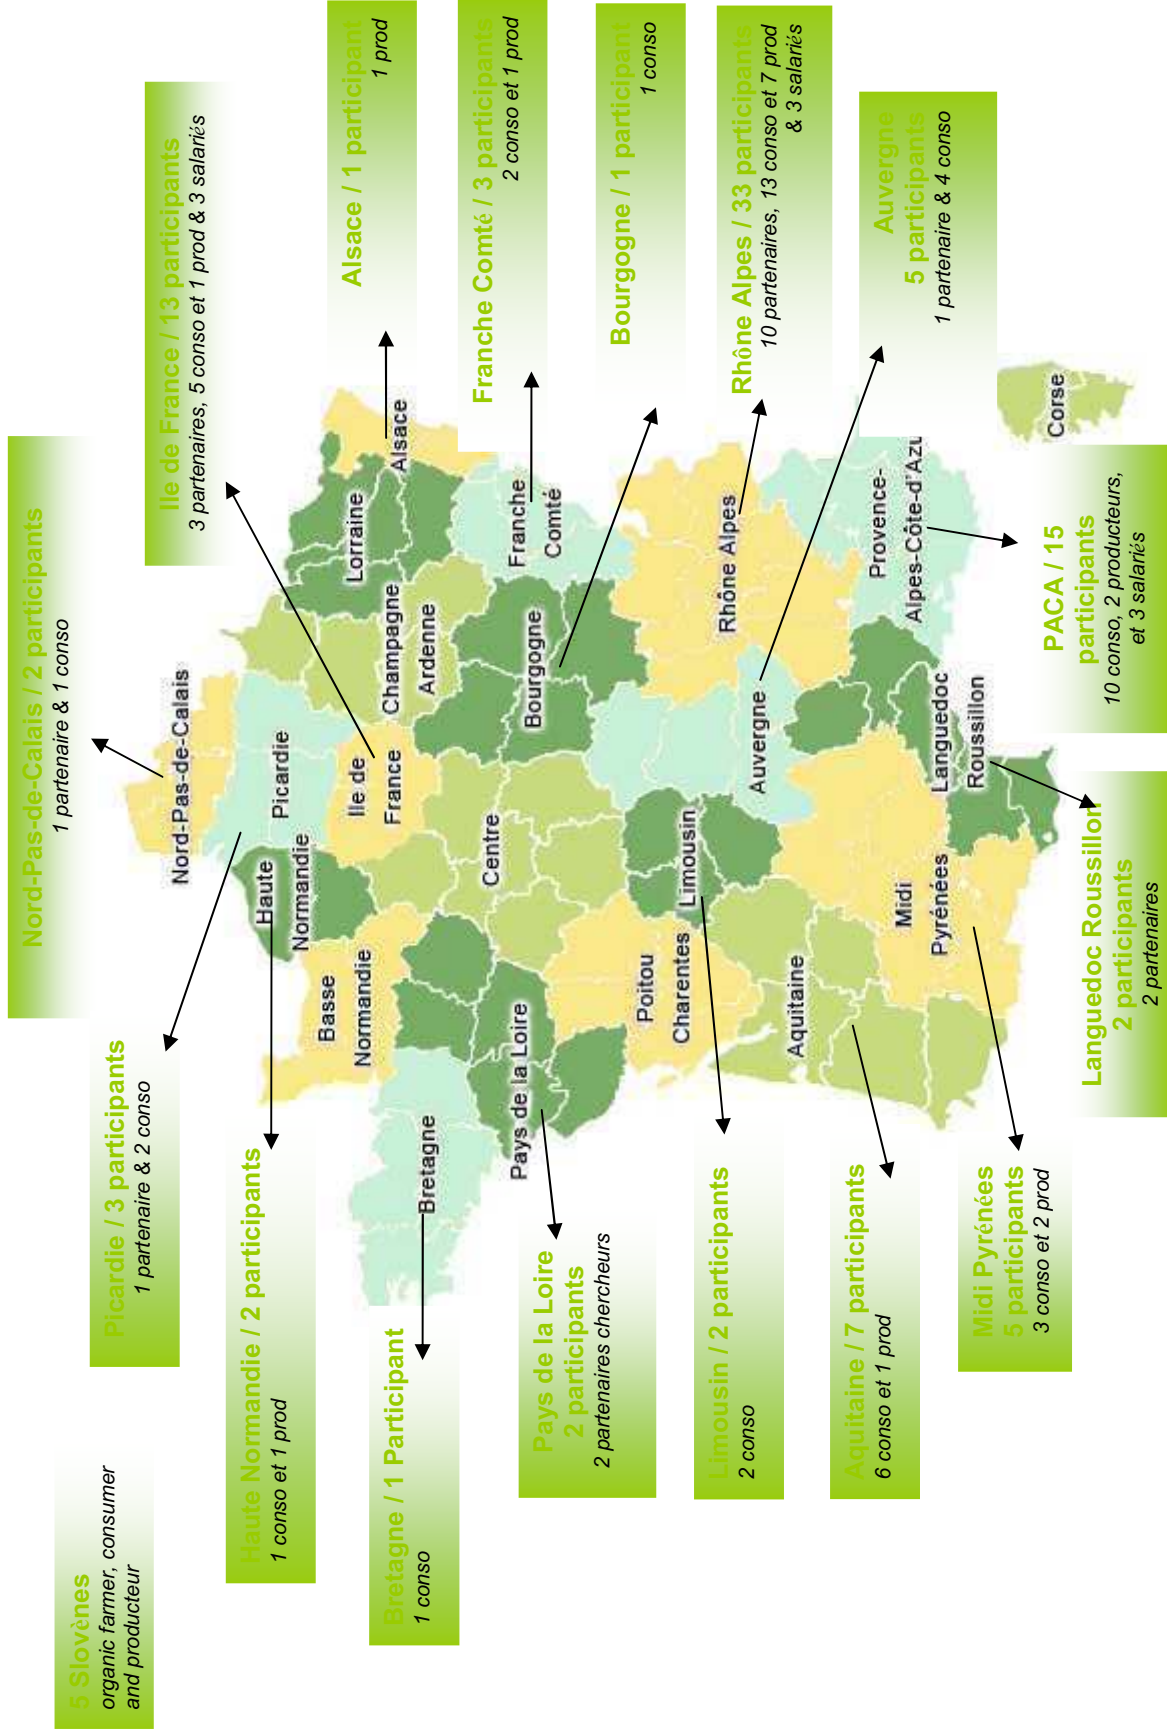 5 Slovènes
organic farmer, consumer
and producteur
Picardie / 3 participants
1 partenaire & 2 conso
Nord-Pas-de-Calais / 2 participants
1 partenaire & 1 conso
Ile de France / 13 participants
3 partenaires, 5 conso et 1 prod & 3 salariés
Haute Normandie / 2 participants
1 conso et 1 prod
Alsace / 1 participant
1 prod
Bretagne / 1 Participant
1 conso
Franche Comté / 3 participants
2 conso et 1 prod
Pays de la Loire
2 participants
2 partenaires chercheurs
Bourgogne / 1 participant
1 conso
Limousin / 2 participants
2 conso
Rhône Alpes / 33 participants
10 partenaires, 13 conso et 7 prod
& 3 salariés
Aquitaine / 7 participants
6 conso et 1 prod
Auvergne
5 participants
1 partenaire & 4 conso
Midi Pyrénées
5 participants
3 conso et 2 prod
Languedoc Roussillon
2 participants
2 partenaires
PACA / 15
participants
10 conso, 2 producteurs,
et 3 salariés
Nord-Pas-de-Calais
Picardie
Haute
Normandie
Basse
Normandie
Ile de
France
Champagne
Ardenne
Lorraine
Alsace
Bretagne
Pays de la Loire
Centre
Bourgogne
Franche
Comté
Poitou
Charentes
Limousin
Auvergne
Rhône Alpes
Aquitaine
Midi
Pyrénées
Languedoc
Roussillon
Provence-
Alpes-Côte-d'Azu
Corse